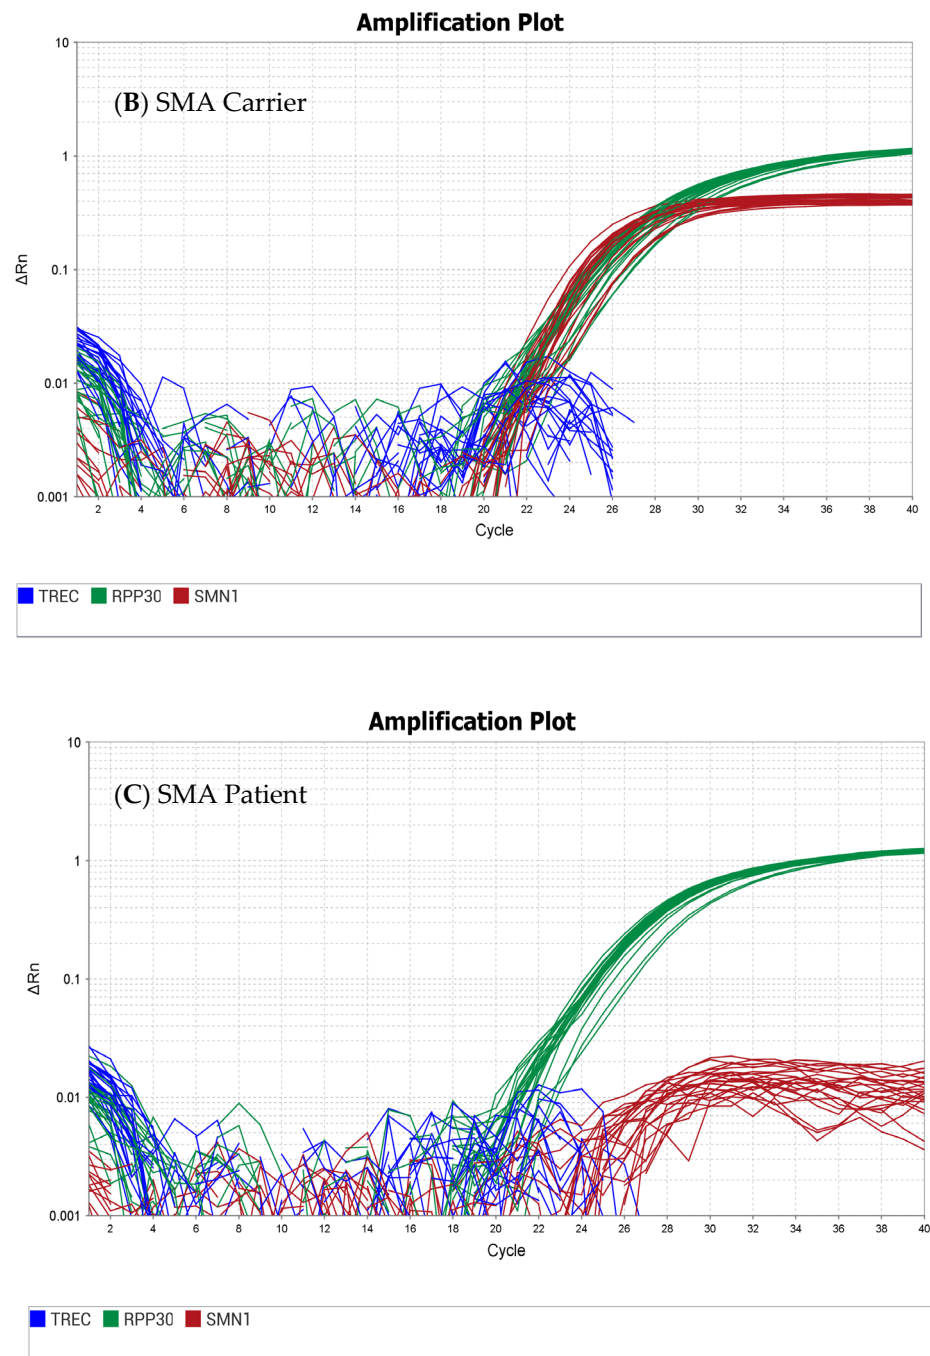 Amplification Plot
10
(B) SMA Carrier
1
0.1
ΔRn
0.01
0.001
2 4 6 8 10 12 14 16 18 20 22 24 26 28 30 32 34 36 38 40
Cycle
TREC RPP30 SMN1
Amplification Plot
10
(C) SMA Patient
1
0.1
ΔRn
0.01
0.001
2 4 6 8 10 12 14 16 18 20 22 24 26 28 30 32 34 36 38 40
Cycle
TREC RPP30 SMN1